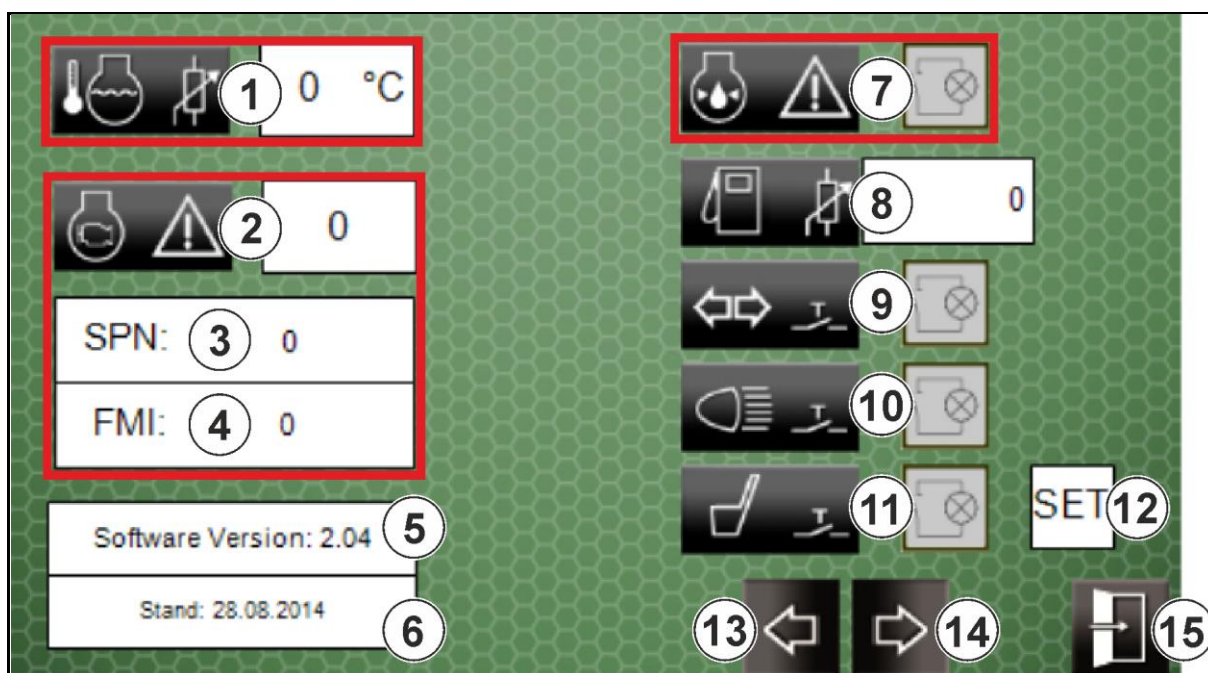 1 0 °C
7
2 0
8 0
SPN: 3 0
9
FMI: 4 0
10
Software Version: 2.04 5
11 SET 12
Stand: 28.08.2014 6
13 14 15